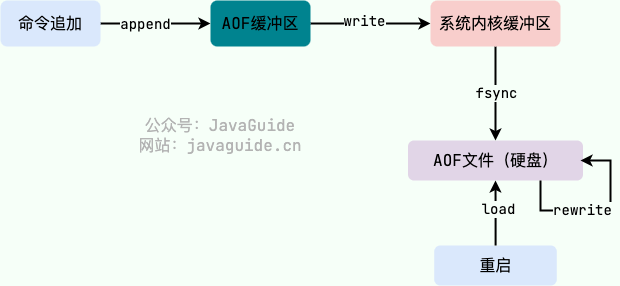 命令追加
append
AOF缓冲区
write
系统内核缓冲区
fsync
公众号：JavaGuide
网站：javaguide.cn
AOF文件（硬盘）
load
rewrite
重启